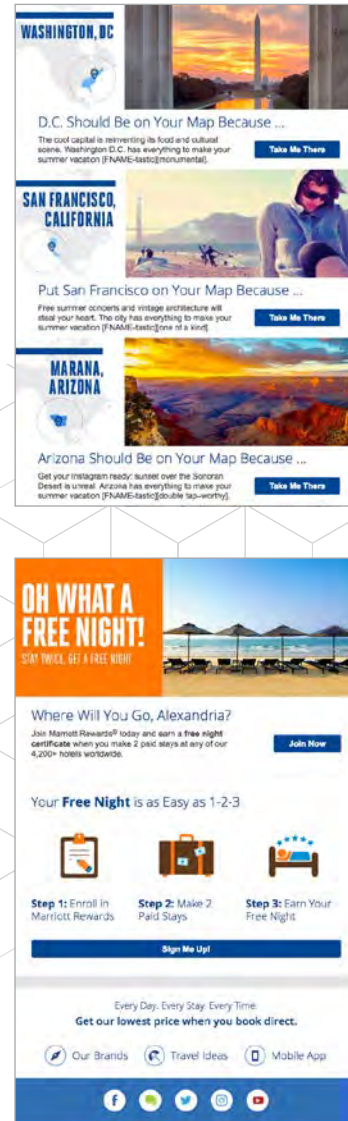 WASHINGTON, DC
D.C. Should Be on Your Map Because ...
The cool capital is reinventing its food and cultural
scene. Washington D.C. has everything to make your
summer vacation [FNAME-tastic][monumental].
Take Me There
SAN FRANCISCO,
CALIFORNIA
Put San Francisco on Your Map Because ...
Free summer concerts and vintage architecture will
steal your heart. The city has everything to make your
summer vacation [FNAME-tastic][one of a kind].
Take Me There
MARANA,
ARIZONA
Arizona Should Be on Your Map Because ...
Get your Instagram ready: sunset over the Sonoran
Desert is unreal. Arizona has everything to make your
summer vacation [FNAME-tastic][double tap-worthy].
Take Me There
OH WHAT A
FREE NIGHT!
STAY TWICE, GET A FREE NIGHT
Where Will You Go, Alexandria?
Join Marriott Rewards® today and earn a free night
certificate when you make 2 paid stays at any of our
4,200+ hotels worldwide.
Join Now
Your Free Night is as Easy as 1-2-3
Step 1: Enroll in
Marriott Rewards
Step 2: Make 2
Paid Stays
Step 3: Earn Your
Free Night
Sign Me Up!
Every Day. Every Stay. Every Time.
Get our lowest price when you book direct.
Our Brands
Travel Ideas
Mobile App